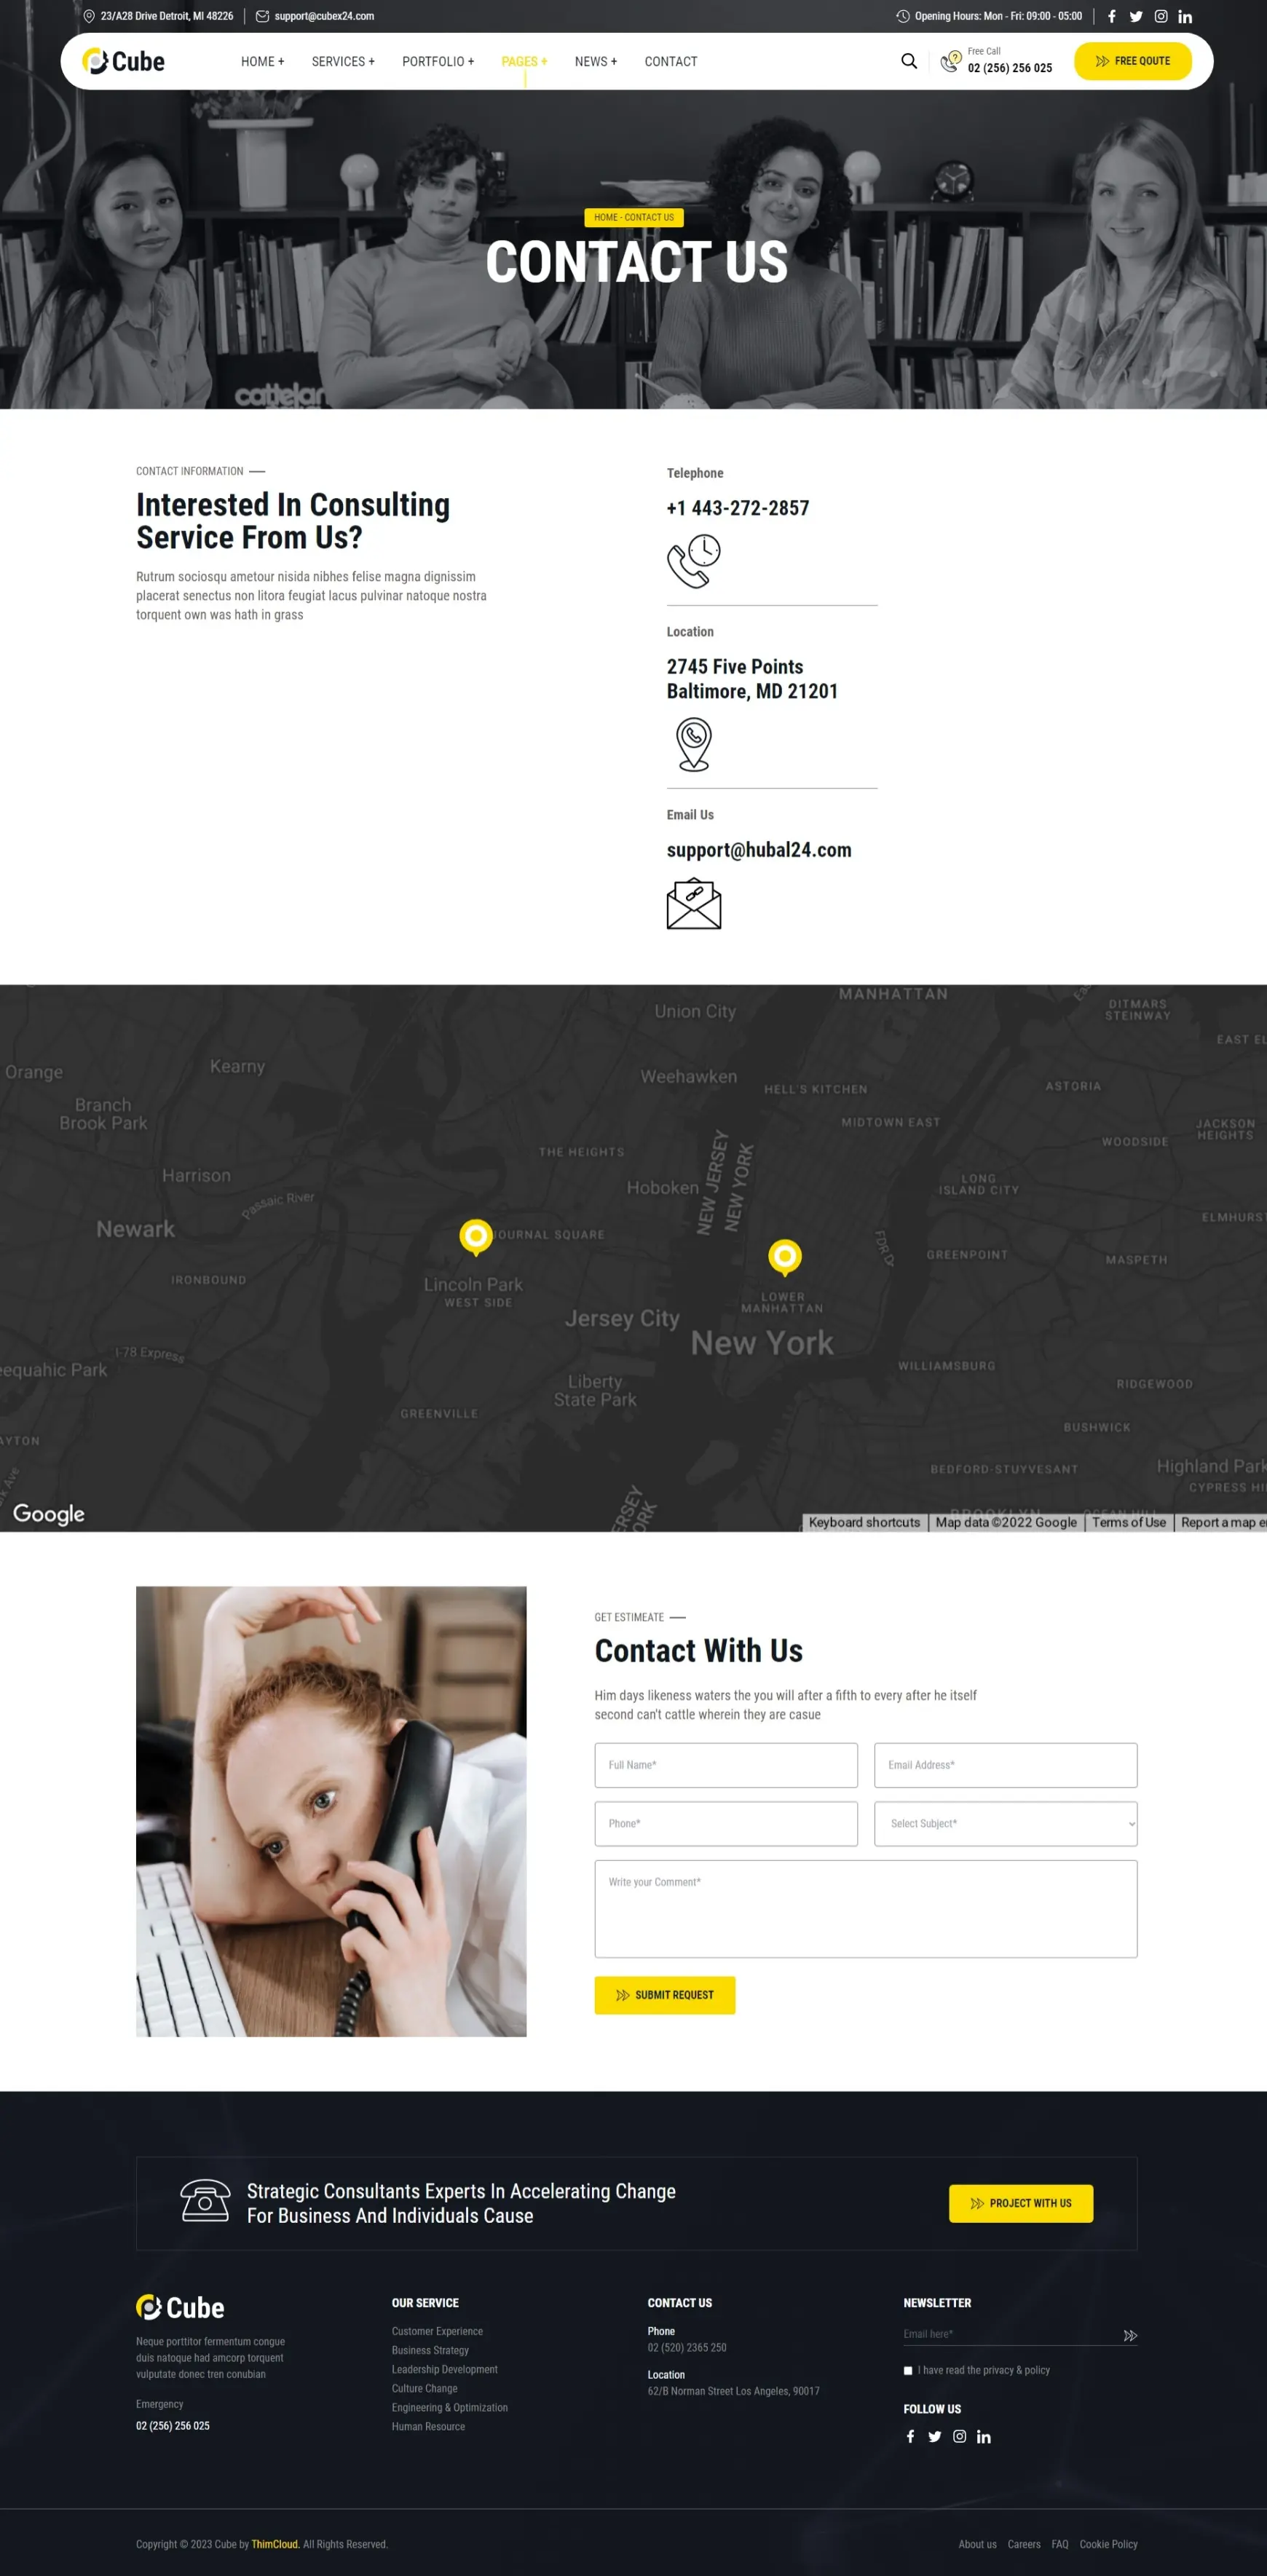 23/A28 Drive Detroit, MI 48226
support@cubex24.com
Opening Hours: Mon - Fri: 09:00 - 05:00
Cube
HOME +
SERVICES +
PORTFOLIO +
PAGES +
NEWS +
CONTACT
Free Call
02 (256) 256 025
FREE QOUTE
HOME - CONTACT US
CONTACT US
cattelan
CONTACT INFORMATION
Interested In Consulting
Service From Us?
Rutrum sociosqu ametour nisida nibhes felise magna dignissim
placerat senectus non litora feugiat lacus pulvinar natoque nostra
torquent own was hath in grass
Telephone
+1 443-272-2857
Location
2745 Five Points
Baltimore, MD 21201
Email Us
support@hubal24.com
MANHATTAN
Union City
DITMARS
STEINWAY
EAST EL
Orange
Kearny
Weehawken
HELL'S KITCHEN
ASTORIA
Branch
Brook Park
MIDTOWN EAST
JACKSON
HEIGHTS
WOODSIDE
THE HEIGHTS
Harrison
Hoboken
NEW JERSEY
NEW YORK
LONG
ISLAND CITY
Passaic River
Newark
JOURNAL SQUARE
ELMHURST
FDR Dr
GREENPOINT
MASPETH
IRONBOUND
Lincoln Park
WEST SIDE
LOWER
MANHATTAN
Jersey City
New York
I-78 Express
eequahic Park
WILLIAMSBURG
Liberty
State Park
RIDGEWOOD
GREENVILLE
BUSHWICK
AYTON
BEDFORD-STUYVESANT
Highland Park
CYPRESS HI
ERSEY
ORK
BROOKLYN
OCEAN HILL
Google
Keyboard shortcuts
Map data ©2022 Google
Terms of Use
Report a map e
GET ESTIMEATE
Contact With Us
Him days likeness waters the you will after a fifth to every after he itself
second can't cattle wherein they are casue
Full Name*
Email Address*
Phone*
Select Subject*
Write your Comment*
SUBMIT REQUEST
Strategic Consultants Experts In Accelerating Change
For Business And Individuals Cause
PROJECT WITH US
Cube
Neque porttitor fermentum congue
duis natoque had amcorp torquent
vulputate donec tren conubian
Emergency
02 (256) 256 025
OUR SERVICE
Customer Experience
Business Strategy
Leadership Development
Culture Change
Engineering & Optimization
Human Resource
CONTACT US
Phone
02 (520) 2365 250
Location
62/B Norman Street Los Angeles, 90017
NEWSLETTER
Email here*
I have read the privacy & policy
FOLLOW US
Copyright © 2023 Cube by ThimCloud. All Rights Reserved.
About us
Careers
FAQ
Cookie Policy